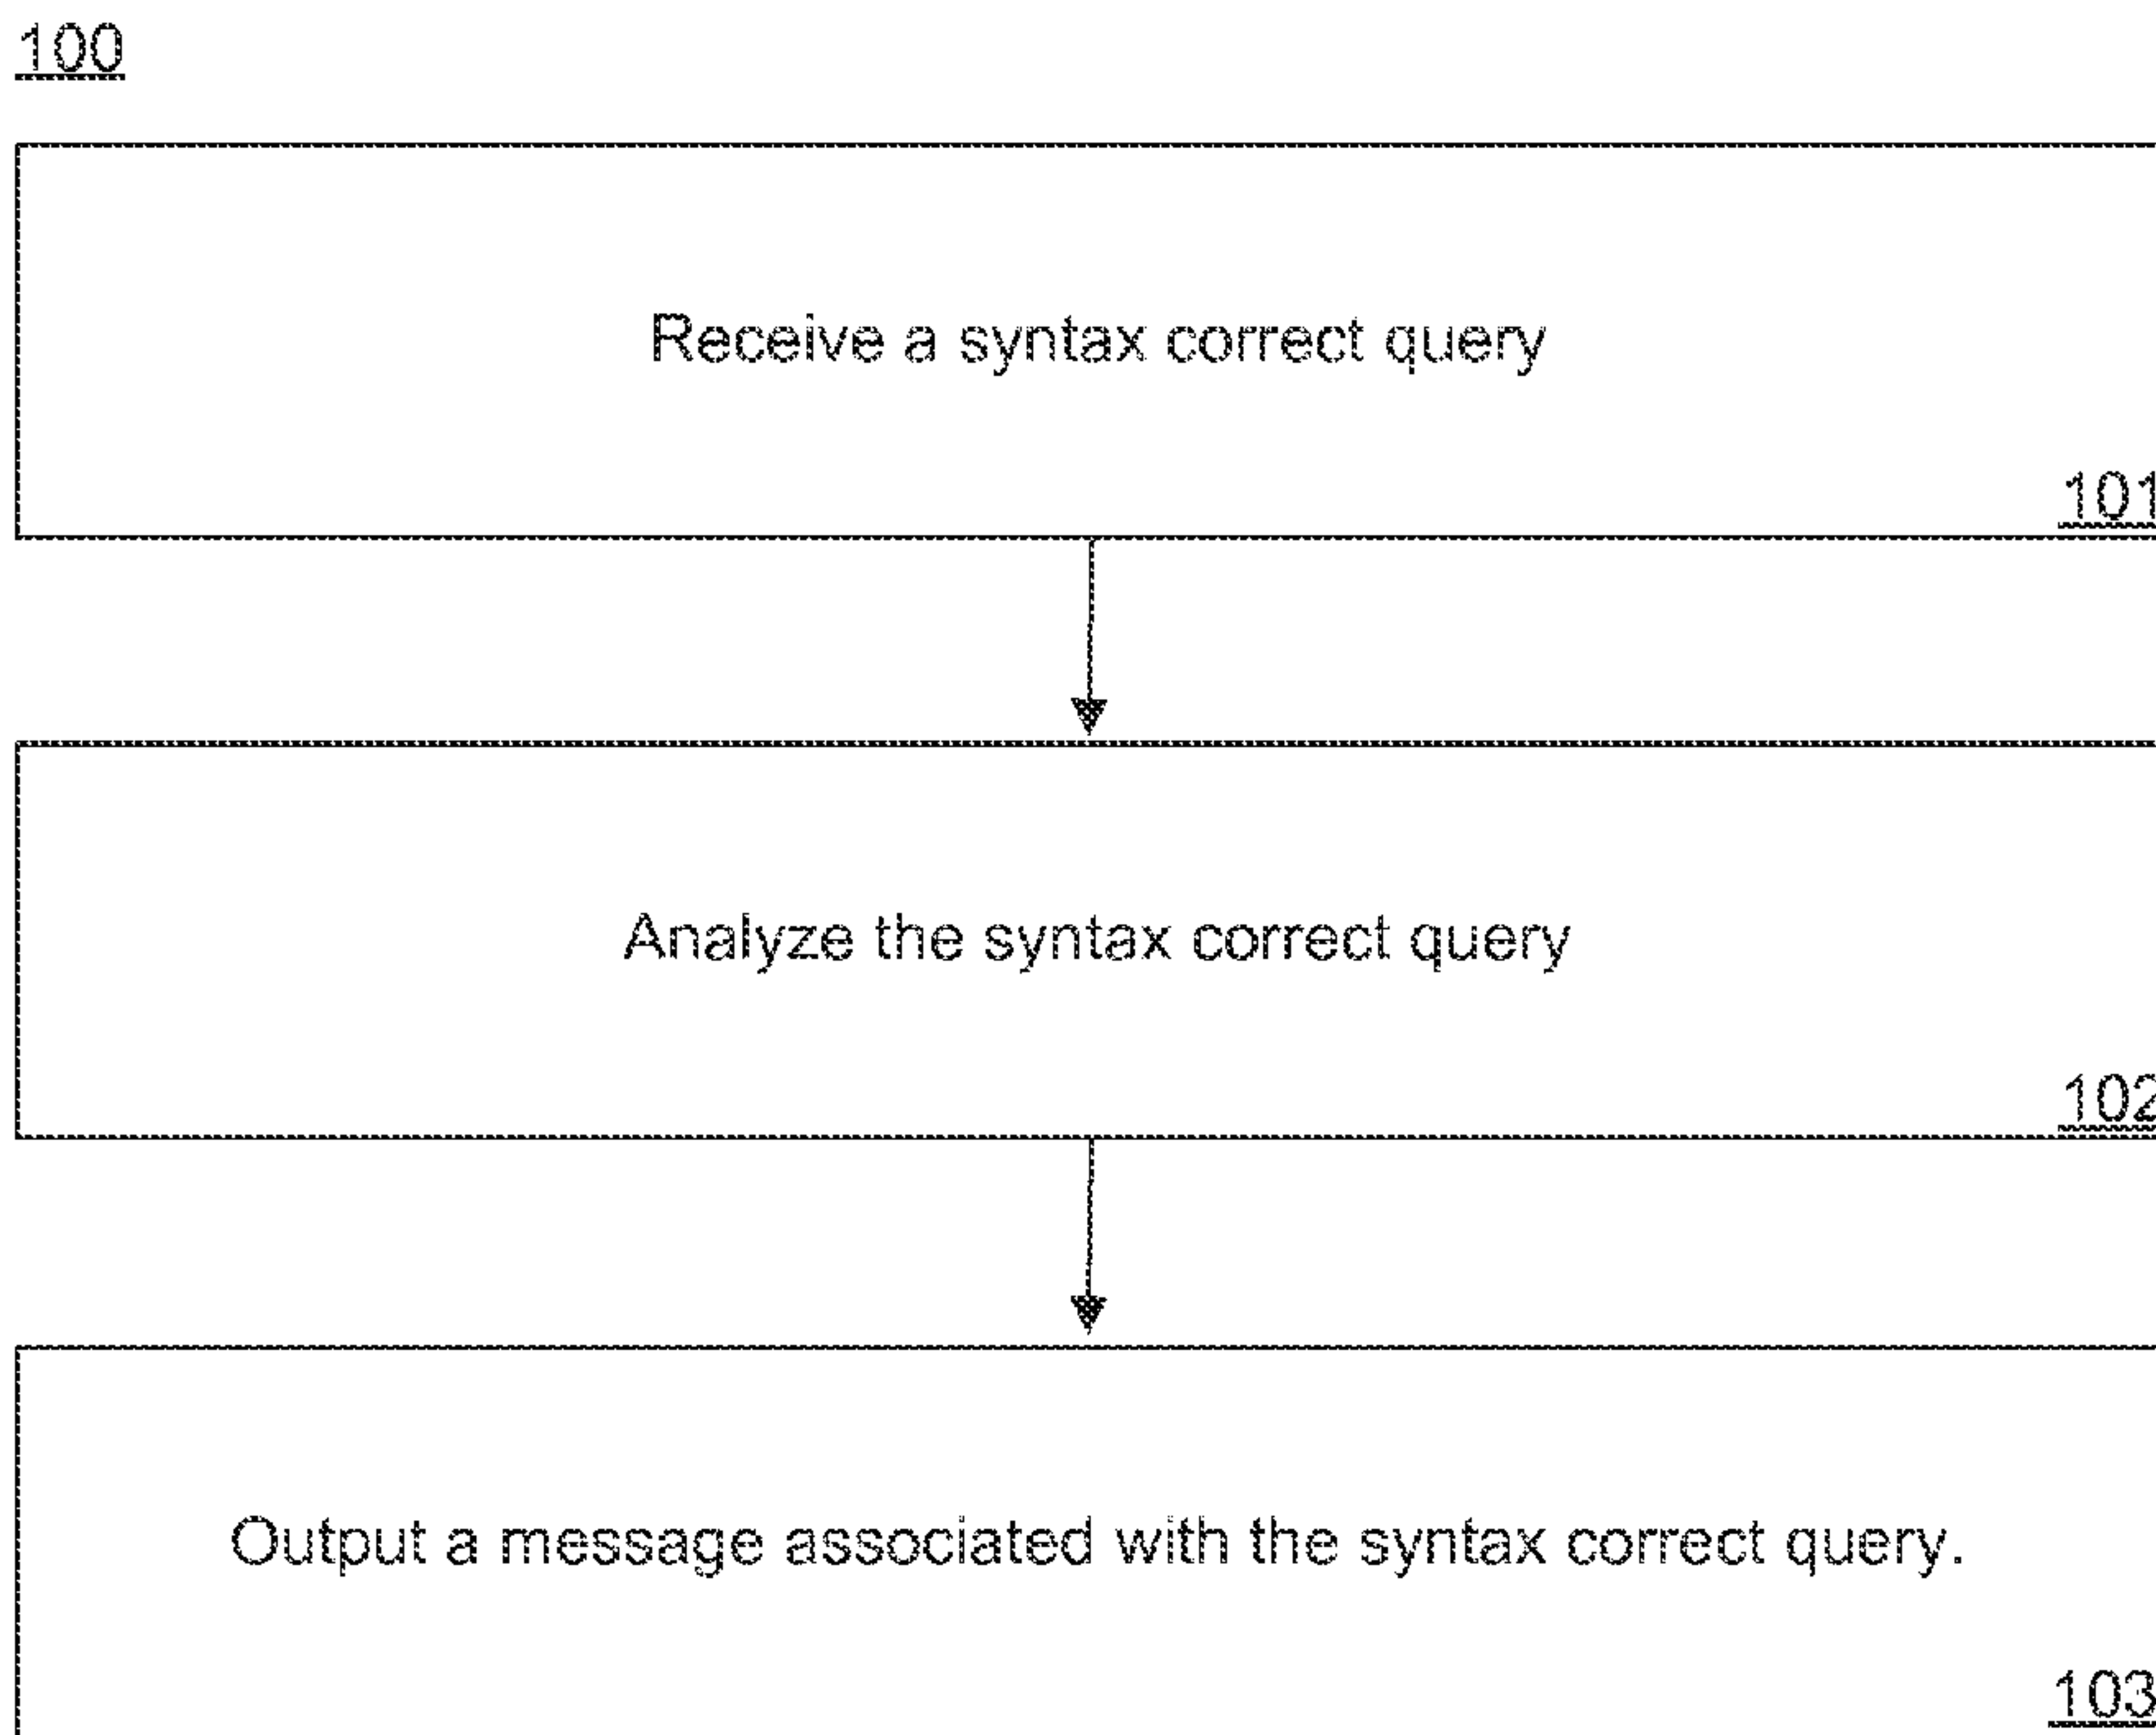 100
Receive a syntax correct query
101
Analyze the syntax correct query
102
Output a message associated with the syntax correct query.
103